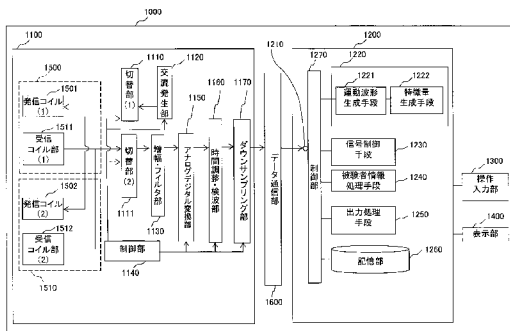 1000
1100
1200
1500
1110
1120
1150
1160
1170
1210
1270
1220
1221
1222
1501
発信コイル
(1)
1511
受信
コイル部
(1)
1502
発信コイル
(2)
1512
受信
コイル部
(2)
1510
切替部
(1)
交流発生部
切替部
(2)
1111
増幅・フィルタ部
1130
アナログデジタル変換部
時間調整・検波部
ダウンサンプリング部
制御部
1140
データ通信部
1600
制御部
運動波形
生成手段
特徴量
生成手段
信号制御
手段
1230
被験者情報
処理手段
1240
出力処理
手段
1250
記憶部
1260
1300
操作
入力部
1400
表示部